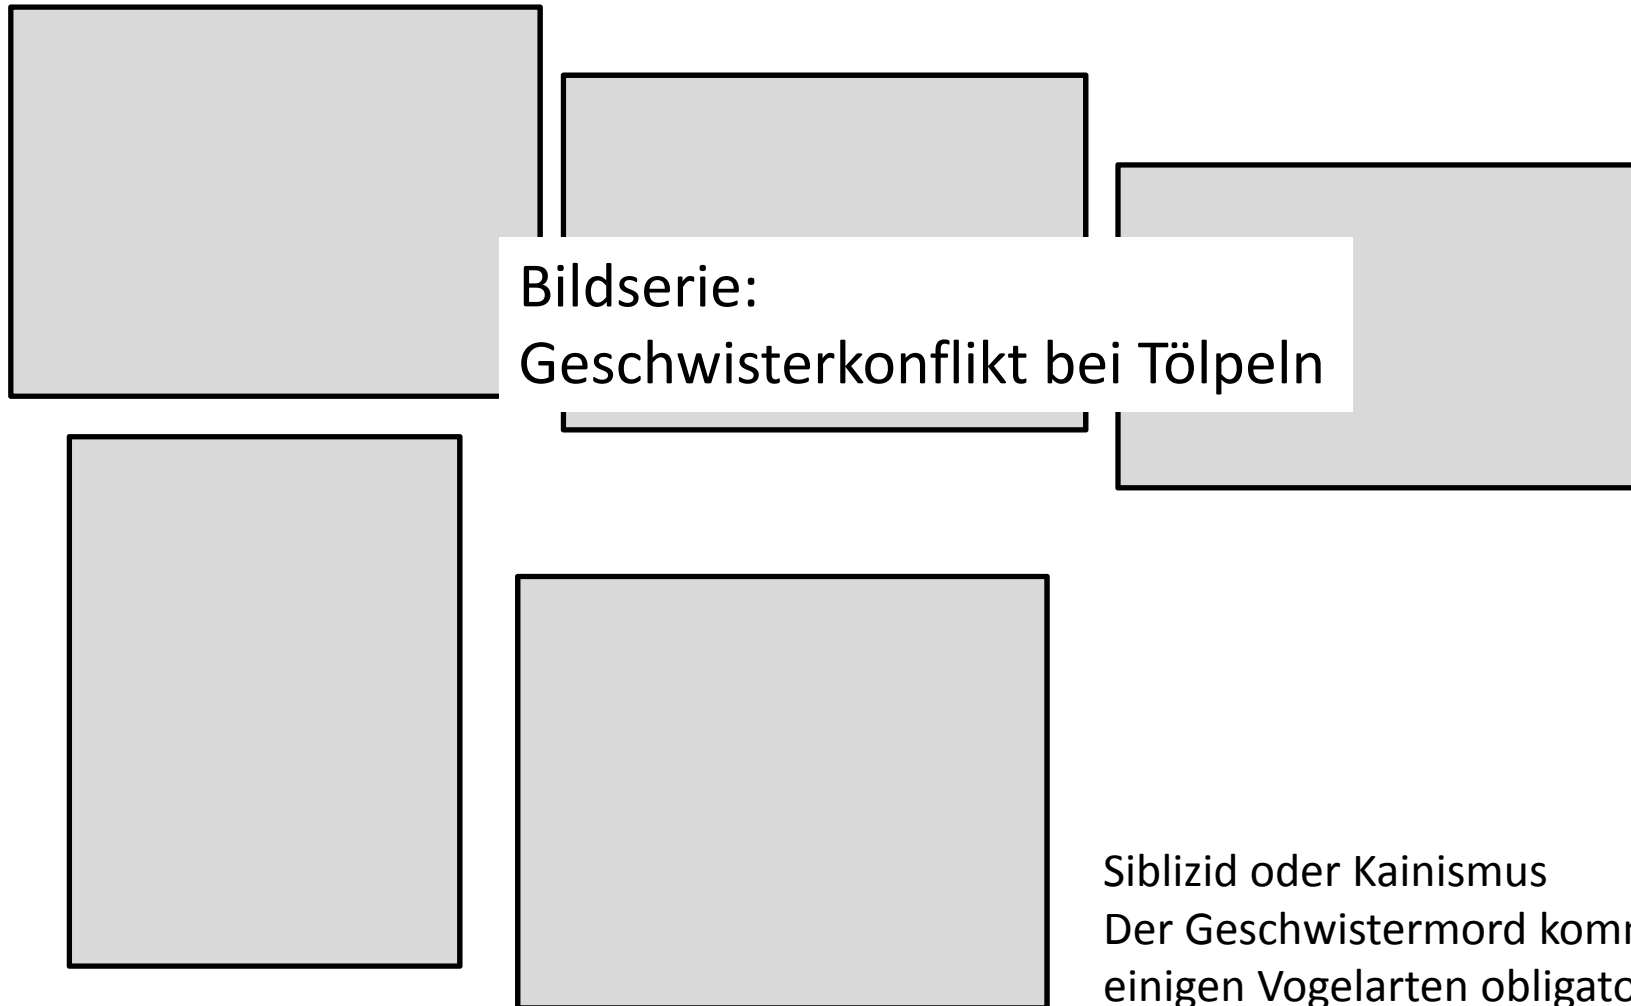 Bildserie:
Geschwisterkonflikt bei Tölpeln
Siblizid oder Kainismus
Der Geschwistermord
einigen Vogelarten